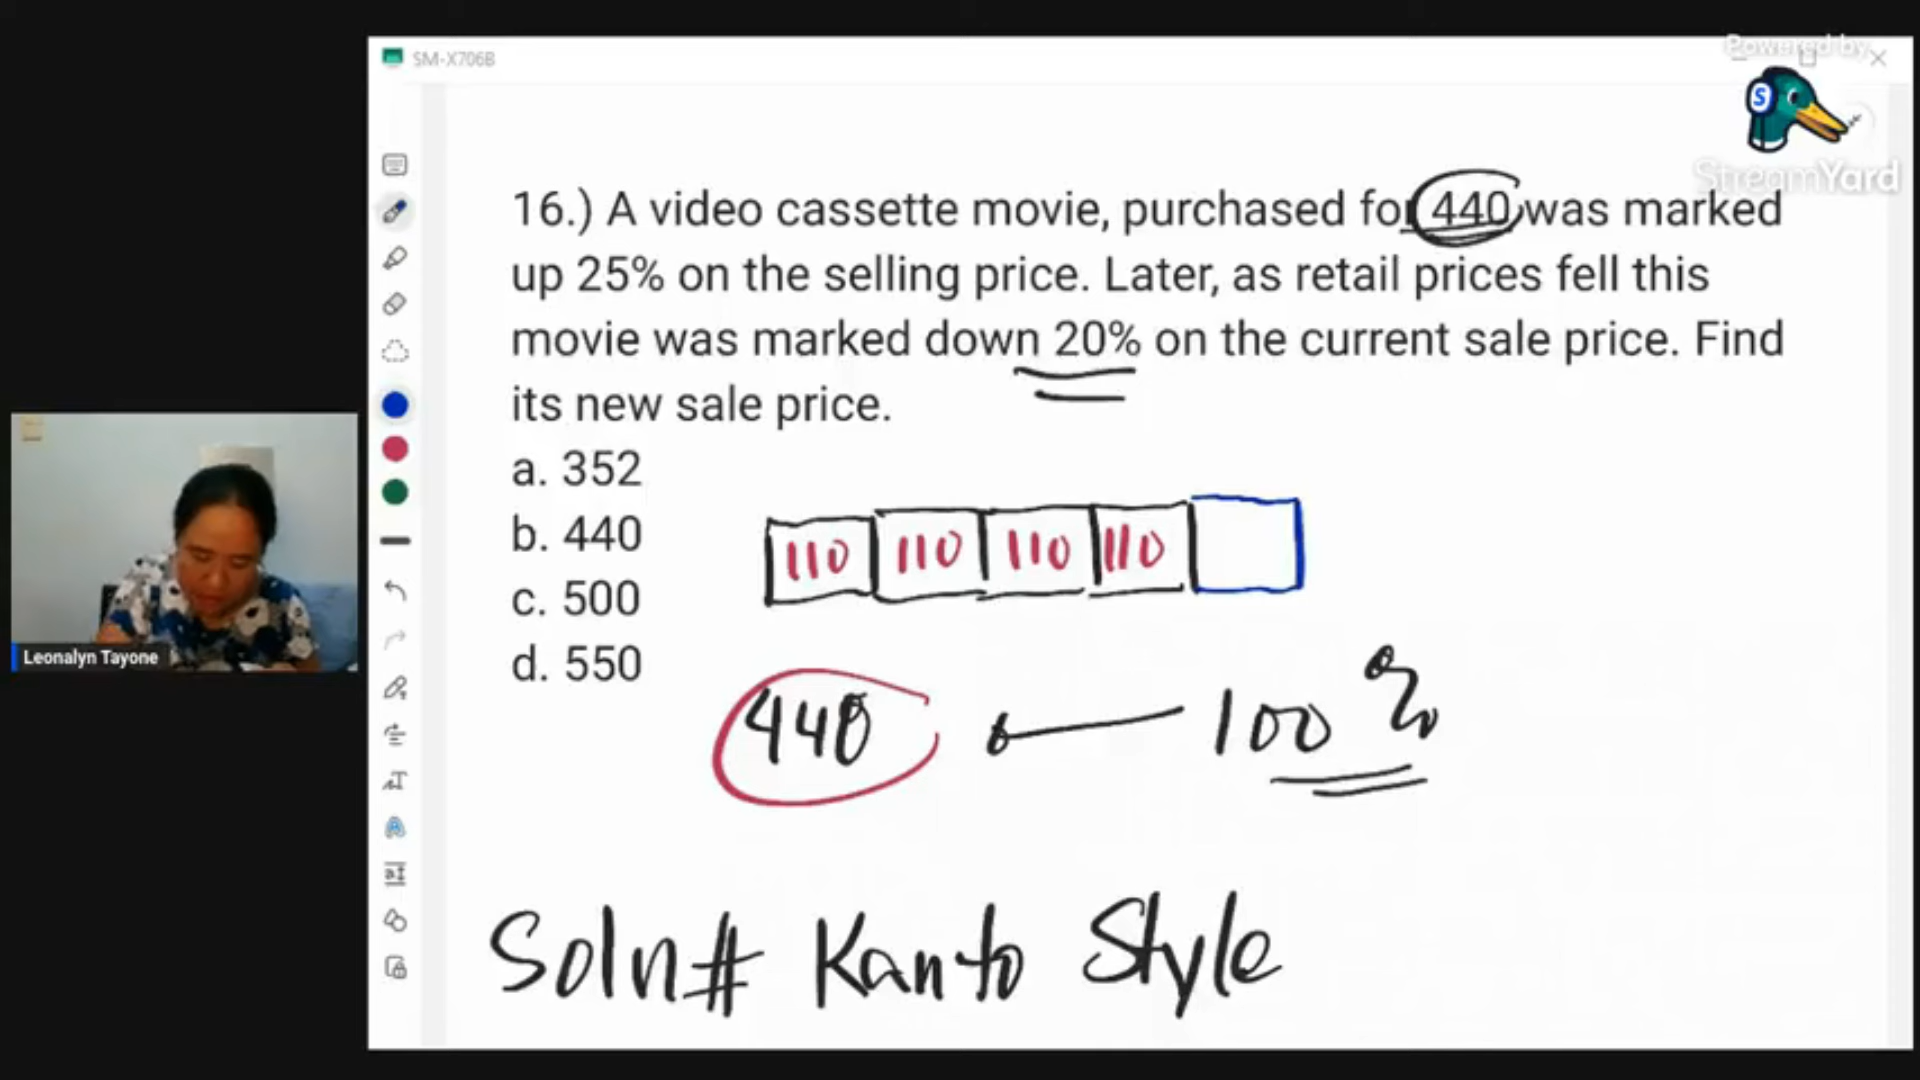 SM-X706B
Powered by
StreamYard
16.) A video cassette movie, purchased for 440 was marked
up 25% on the selling price. Later, as retail prices fell this
movie was marked down 20% on the current sale price. Find
its new sale price.
a. 352
b. 440
c. 500
d. 550
110 110 110 110
440 100%
Soln# Kanto Style
Leonalyn Tayone